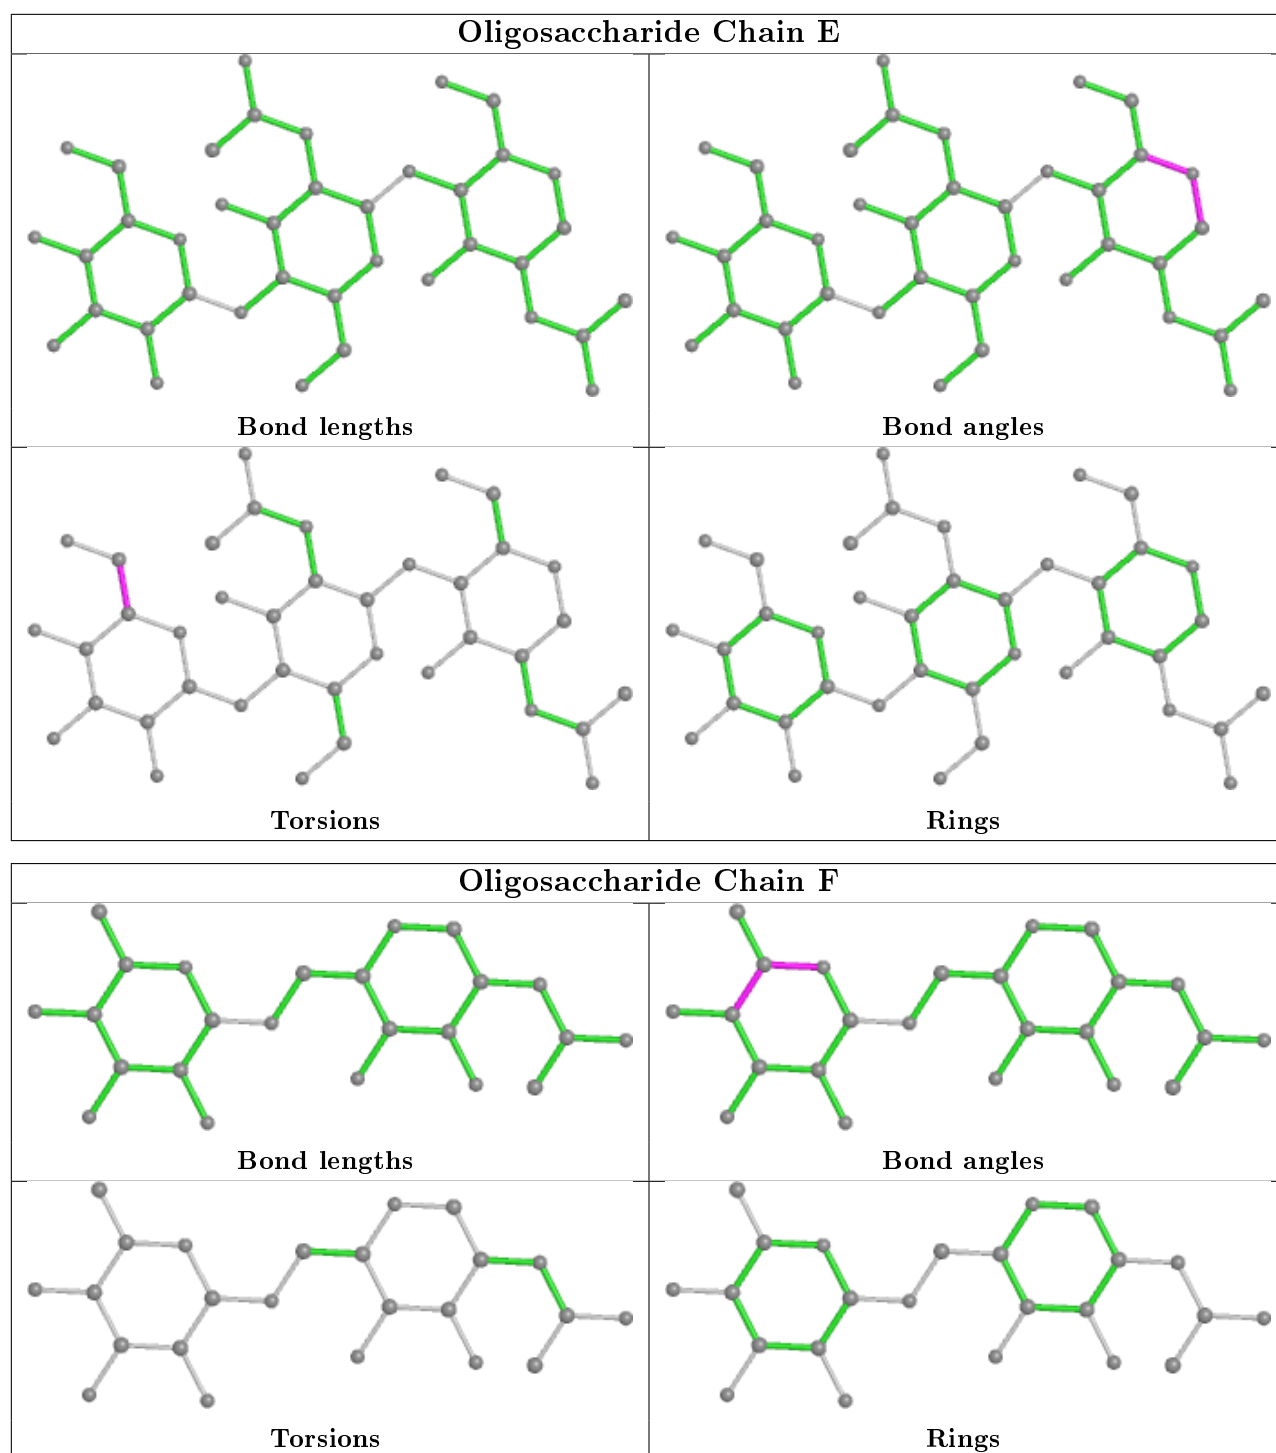 Oligosaccharide Chain E
Bond lengths
Bond angles
Torsions
Rings
Oligosaccharide Chain F
Bond lengths
Bond angles
Torsions
Rings